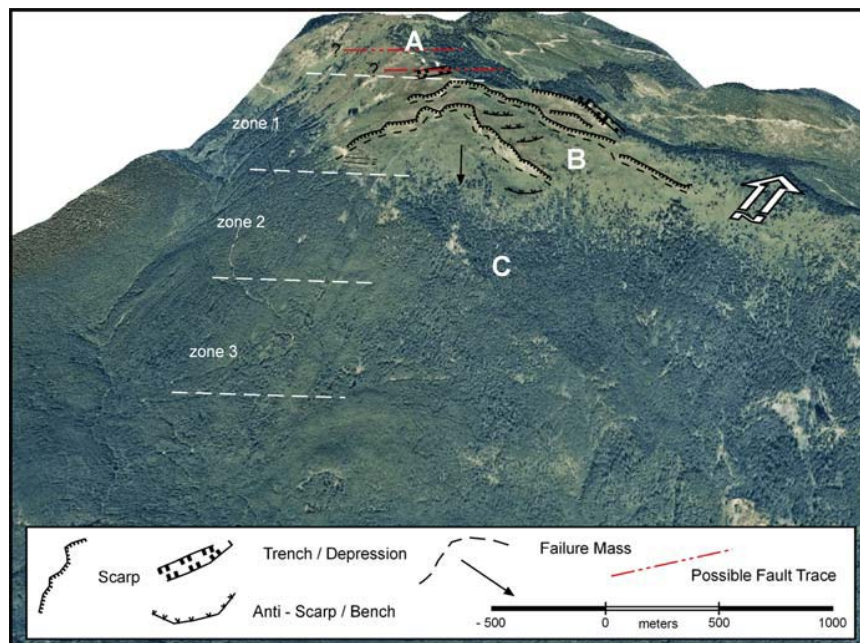 A
?
?
zone 1
B
N
zone 2
C
zone 3
Trench / Depression
Failure Mass
Scarp
Possible Fault Trace
Anti - Scarp / Bench
- 500 0 500 1000
meters